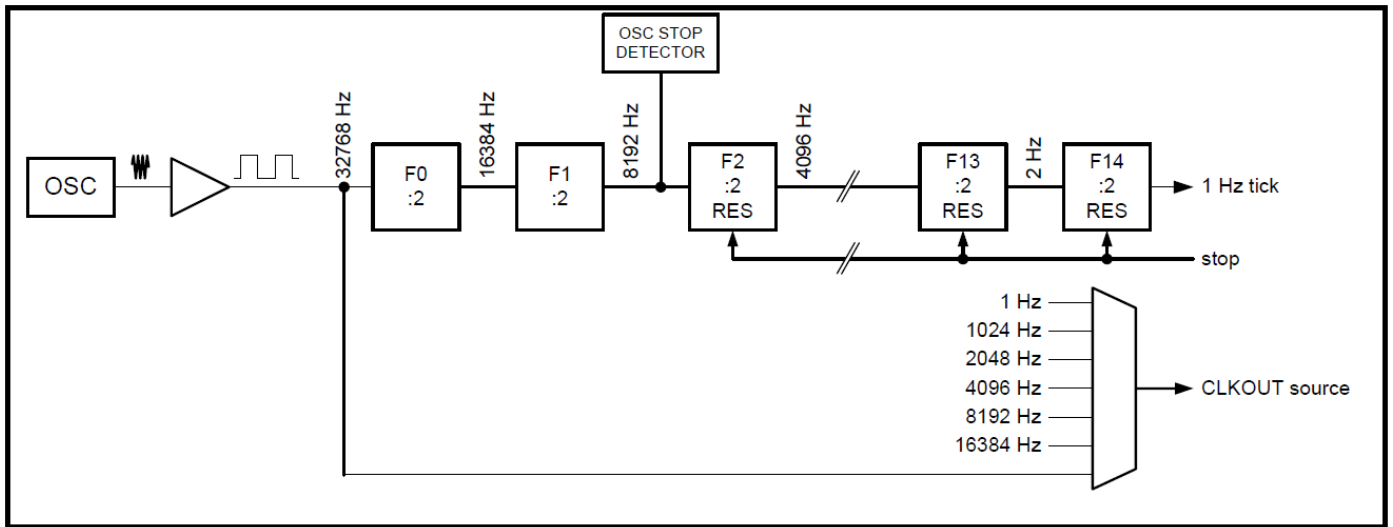 OSC STOP
DETECTOR
OSC
32768 Hz
F0
:2
16384 Hz
F1
:2
8192 Hz
F2
:2
RES
4096 Hz
F13
:2
RES
2 Hz
F14
:2
RES
1 Hz tick
stop
1 Hz
1024 Hz
2048 Hz
4096 Hz
8192 Hz
16384 Hz
CLKOUT source